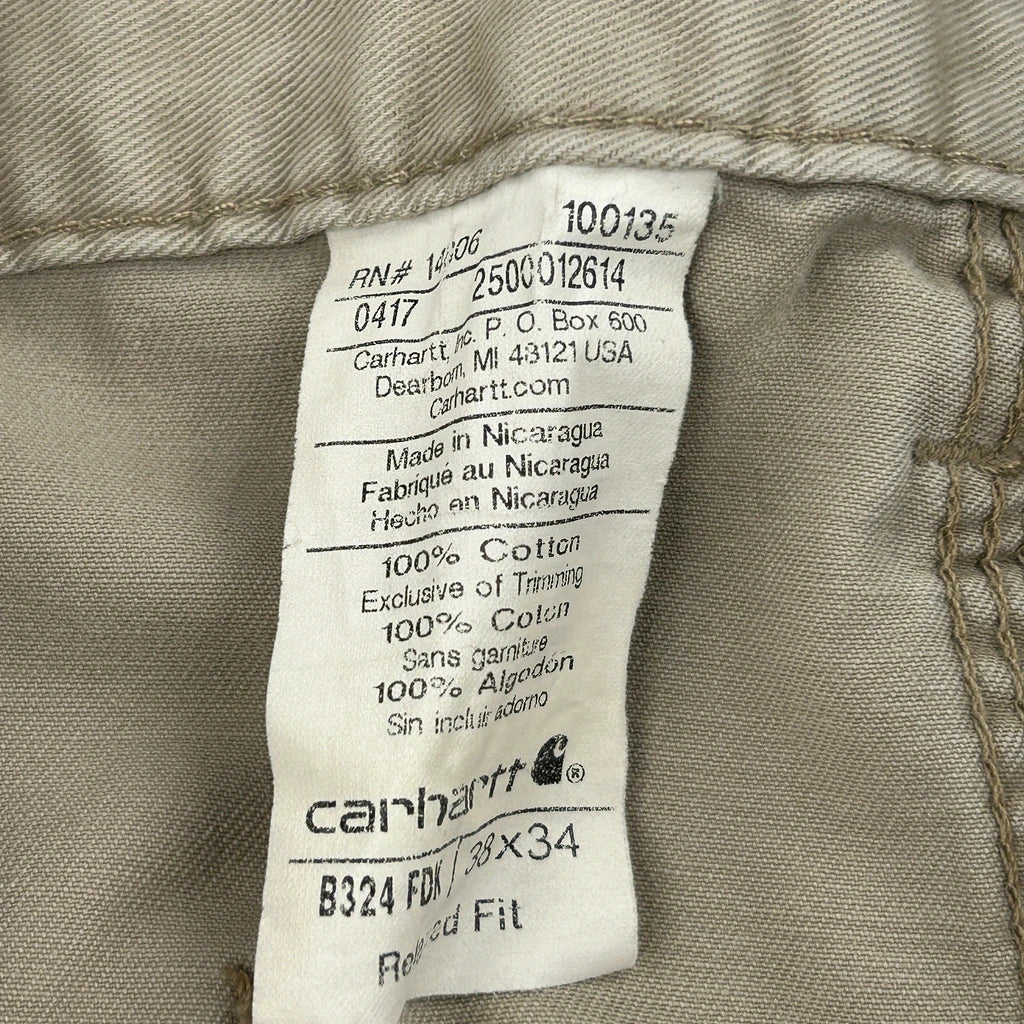 RN# 14806 100135
0417 2500012614
Carhartt, Inc. P. O. Box 600
Dearborn, MI 48121 USA
Carhartt.com
Made in Nicaragua
Fabriqué au Nicaragua
Hecho en Nicaragua
100% Cotton
Exclusive of Trimming
100% Coton
Sans garniture
100% Algodón
Sin incluir adorno
carhartt ®
B324 FDK / 38X34
Relaxed Fit